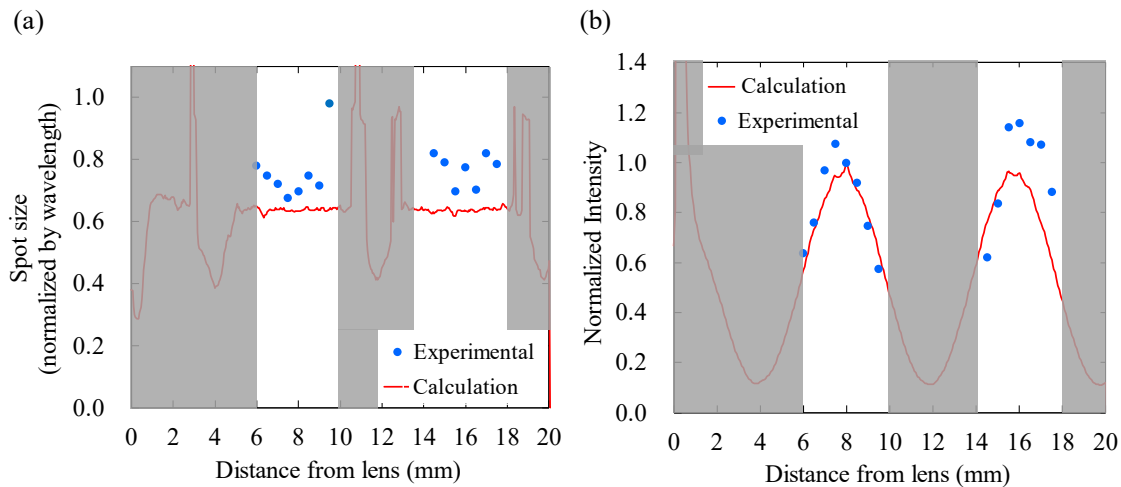 (a)
1.0
0.8
0.6
0.4
0.2
0.0
Spot size
(normalized by wavelength)
Experimental
Calculation
0 2 4 6 8 10 12 14 16 18 20
Distance from lens (mm)
(b)
1.4
1.2
1.0
0.8
0.6
0.4
0.2
0.0
Normalized Intensity
Calculation
Experimental
0 2 4 6 8 10 12 14 16 18 20
Distance from lens (mm)